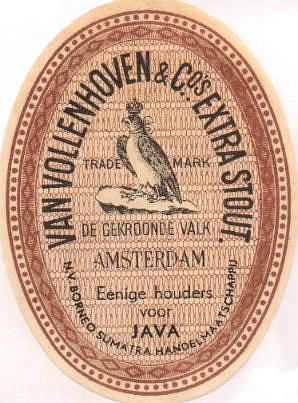 VAN VOLLENHOVEN & Co's. EXTRA STOUT.
TRADE MARK
DE GEKROONDE VALK
AMSTERDAM
Eenige houders
voor
JAVA
N.V. BORNEO SUMATRA HANDEL MAATSCHAPPIJ